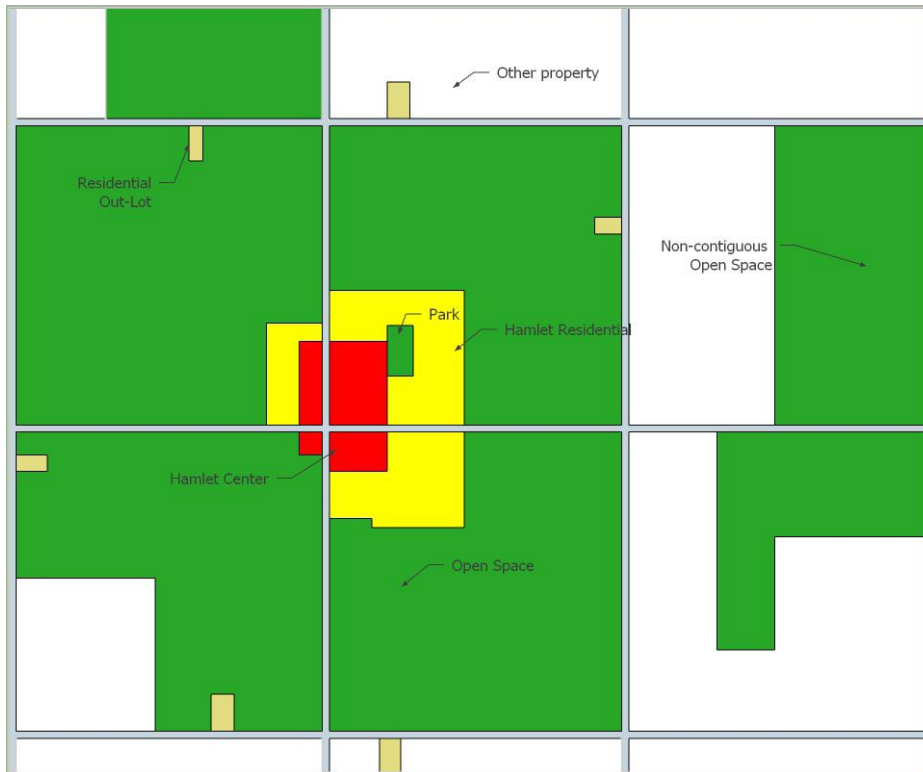 Other property
Residential
Out-Lot
Non-contiguous
Open Space
Park
Hamlet Residential
Hamlet Center
Open Space